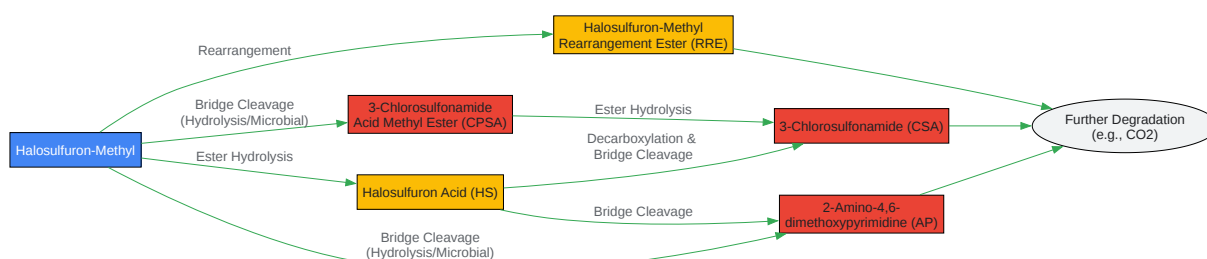 Halosulfuron-Methyl
Rearrangement Ester (RRE)
Rearrangement
Bridge Cleavage
(Hydrolysis/Microbial)
3-Chlorosulfonamide
Acid Methyl Ester (CPSA)
Ester Hydrolysis
3-Chlorosulfonamide (CSA)
Further Degradation
(e.g., CO2)
Halosulfuron-Methyl
Ester Hydrolysis
Decarboxylation &
Bridge Cleavage
Halosulfuron Acid (HS)
Bridge Cleavage
2-Amino-4,6-
dimethoxypyrimidine (AP)
Bridge Cleavage
(Hydrolysis/Microbial)